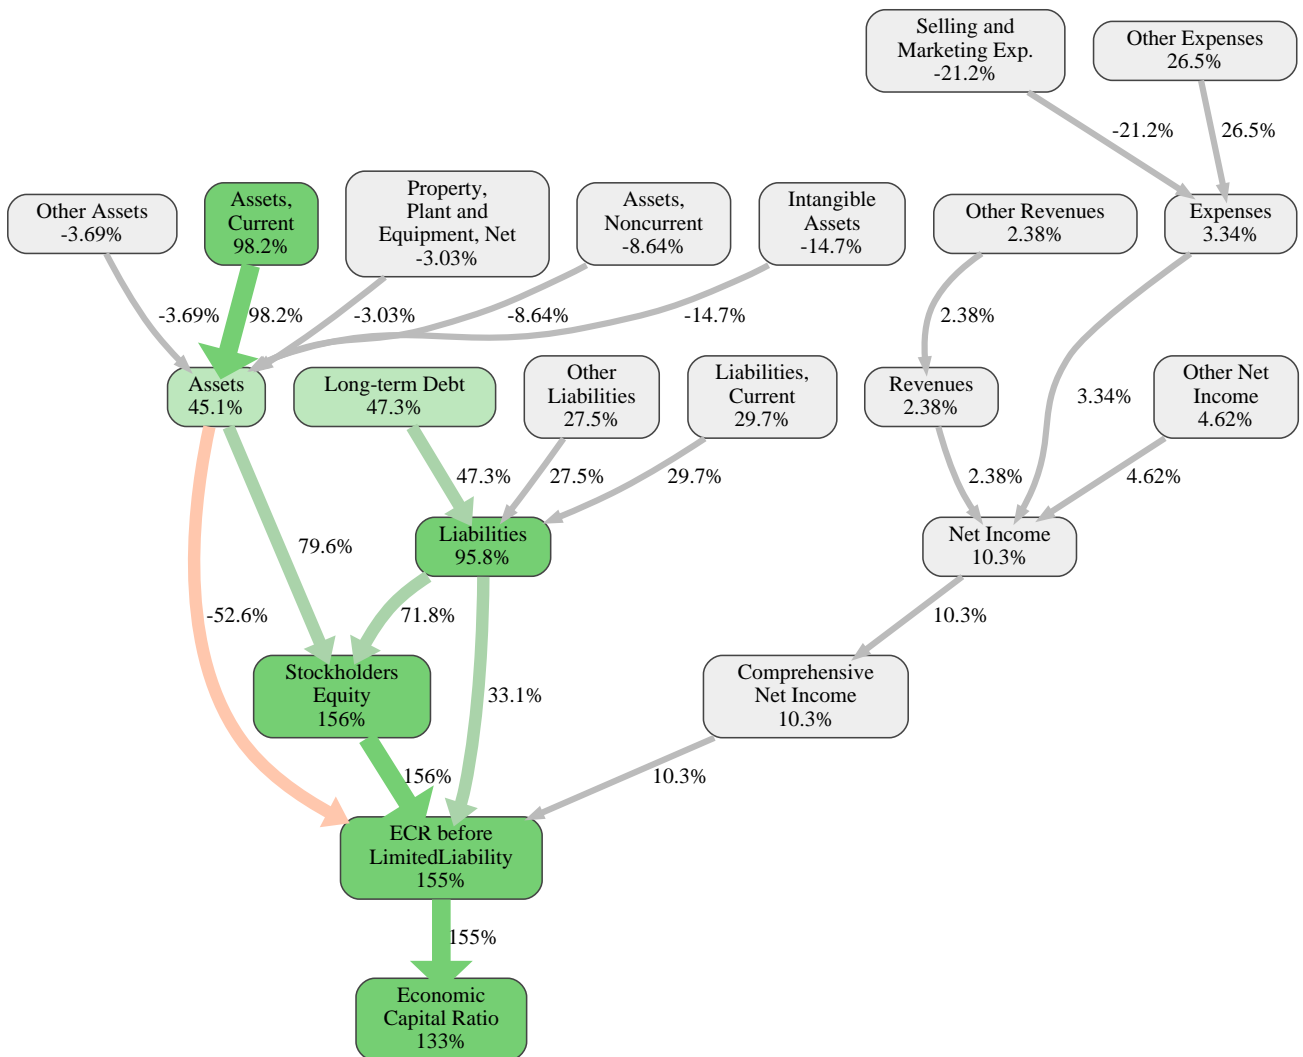 Selling and
Marketing Exp.
-21.2%
Other Expenses
26.5%
-21.2%
26.5%
Other Assets
-3.69%
Assets,
Current
98.2%
Property,
Plant and
Equipment, Net
-3.03%
Assets,
Noncurrent
-8.64%
Intangible
Assets
-14.7%
Other Revenues
2.38%
Expenses
3.34%
-3.69%
98.2%
-3.03%
-8.64%
-14.7%
2.38%
Assets
45.1%
Long-term Debt
47.3%
Other
Liabilities
27.5%
Liabilities,
Current
29.7%
Revenues
2.38%
3.34%
Other Net
Income
4.62%
47.3%
27.5%
29.7%
2.38%
4.62%
79.6%
Liabilities
95.8%
Net Income
10.3%
-52.6%
71.8%
10.3%
Stockholders
Equity
156%
33.1%
Comprehensive
Net Income
10.3%
156%
10.3%
ECR before
LimitedLiability
155%
155%
Economic
Capital Ratio
133%